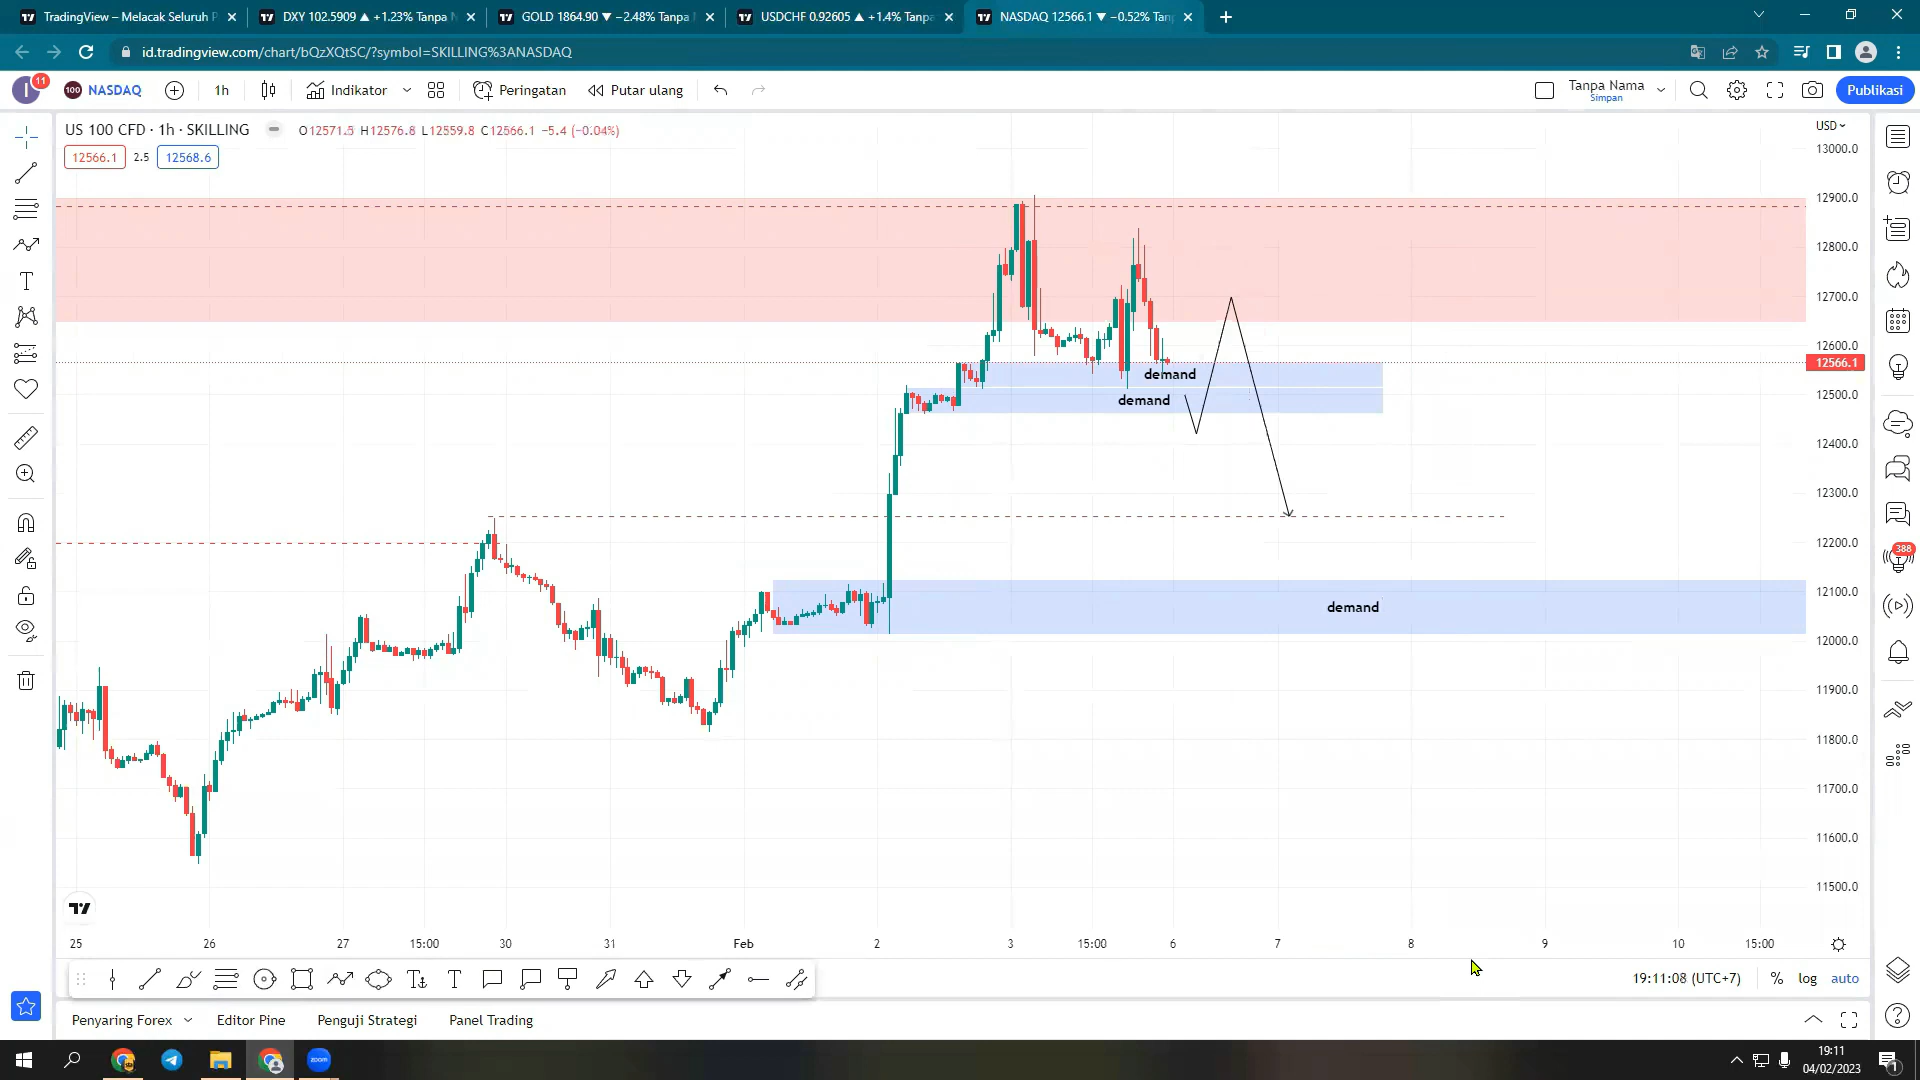 TradingView – Melacak Seluruh P
DXY 102.5909 ▲ +1.23% Tanpa N
GOLD 1864.90 ▼ −2.48% Tanpa
USDCHF 0.92605 ▲ +1.4% Tanpa
NASDAQ 12566.1 ▼ −0.52% Tan
id.tradingview.com/chart/bQzXQtSC/?symbol=SKILLING%3ANASDAQ
I
11
100
NASDAQ
1h
Indikator
Peringatan
Putar ulang
Tanpa Nama
Simpan
Publikasi
US 100 CFD · 1h · SKILLING
O12571.5 H12576.8 L12559.8 C12566.1 −5.4 (−0.04%)
12566.1
2.5
12568.6
USD
13000.0
12900.0
12800.0
12700.0
12600.0
12566.1
12500.0
12400.0
12300.0
12200.0
12100.0
12000.0
11900.0
11800.0
11700.0
11600.0
11500.0
demand
demand
demand
388
25
26
27
15:00
30
31
Feb
2
3
15:00
6
7
8
9
10
15:00
19:11:08 (UTC+7)
%
log
auto
Penyaring Forex
Editor Pine
Penguji Strategi
Panel Trading
zoom
19:11
04/02/2023
1